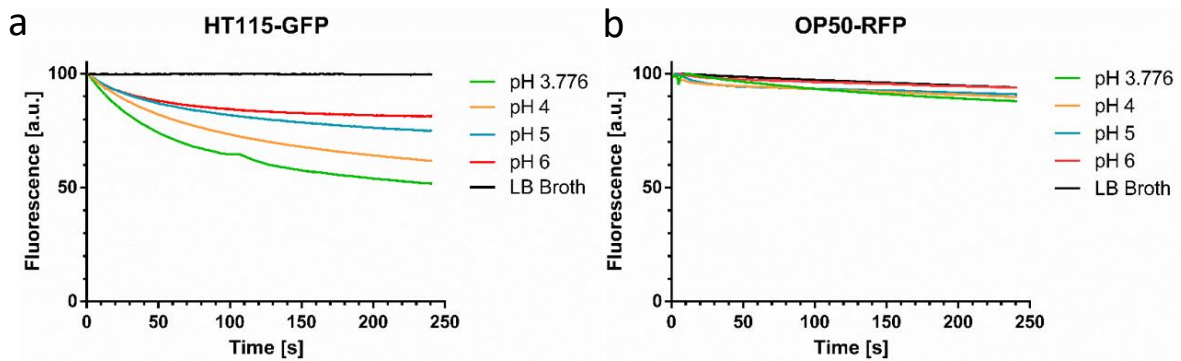 a
HT115-GFP
100
50
0
0 50 100 150 200 250
Fluorescence [a.u.]
Time [s]
pH 3.776
pH 4
pH 5
pH 6
LB Broth
b
OP50-RFP
100
50
0
0 50 100 150 200 250
Fluorescence [a.u.]
Time [s]
pH 3.776
pH 4
pH 5
pH 6
LB Broth